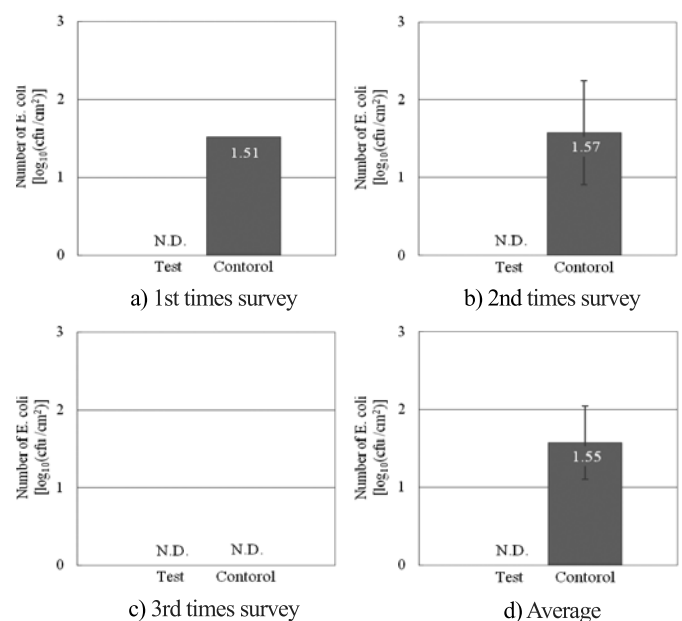 3
2
1
0
Number of E. coli
[log10(cfu/cm2)]
1.51
N.D.
Test Contorol
a) 1st times survey
3
2
1
0
Number of E. coli
[log10(cfu/cm2)]
1.57
N.D.
Test Contorol
b) 2nd times survey
3
2
1
0
Number of E. coli
[log10(cfu/cm2)]
N.D. N.D.
Test Contorol
c) 3rd times survey
3
2
1
0
Number of E. coli
[log10(cfu/cm2)]
1.55
N.D.
Test Contorol
d) Average